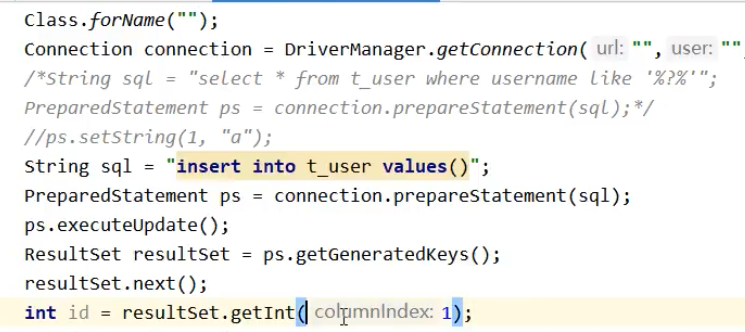 Class.forName("");
Connection connection = DriverManager.getConnection( url: "", user: "",
/*String sql = "select * from t_user where username like '%?%'";
PreparedStatement ps = connection.prepareStatement(sql);*/
//ps.setString(1, "a");
String sql = "insert into t_user values()";
PreparedStatement ps = connection.prepareStatement(sql);
ps.executeUpdate();
ResultSet resultSet = ps.getGeneratedKeys();
resultSet.next();
int id = resultSet.getInt( columnIndex: 1);